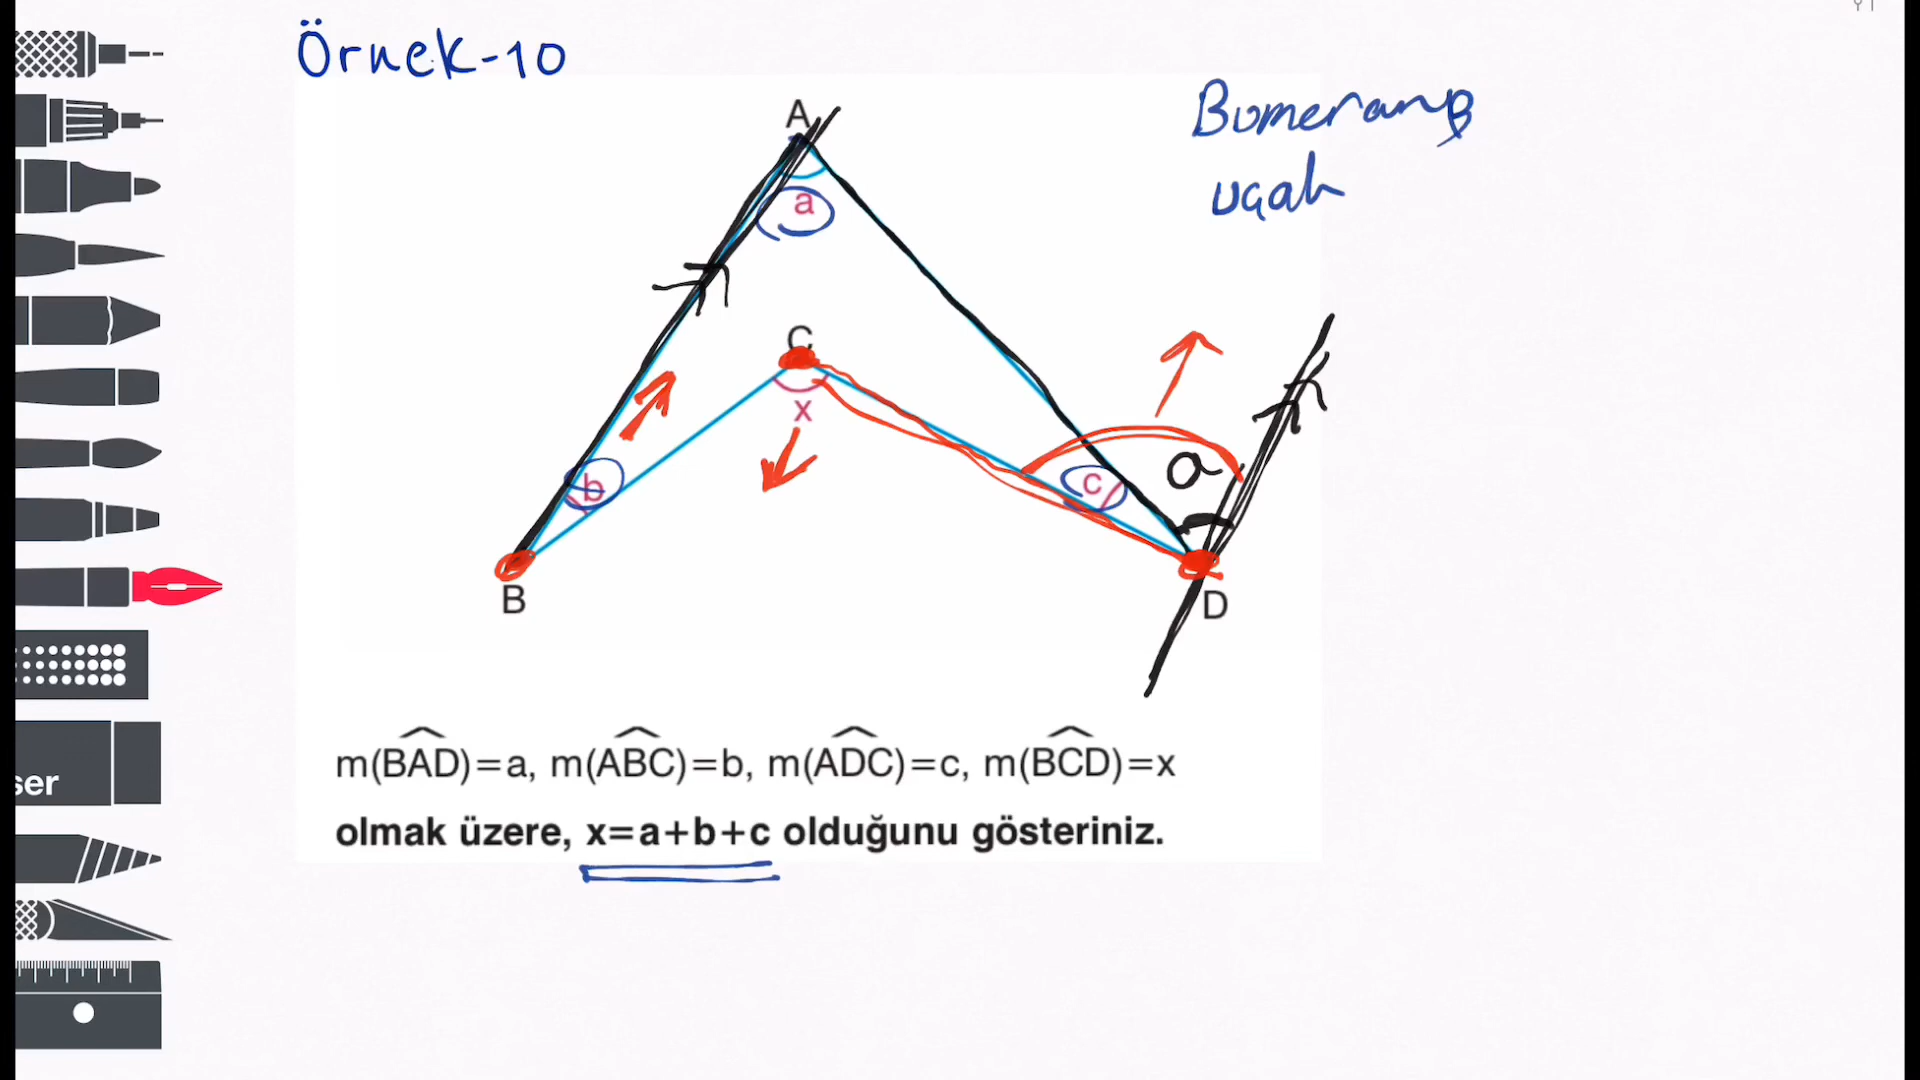 Örnek-10
Bumerang
uçak
A
a
C
x
b
c
a
B
D
m(BAD)=a, m(ABC)=b, m(ADC)=c, m(BCD)=x
olmak üzere, x=a+b+c olduğunu gösteriniz.
ser